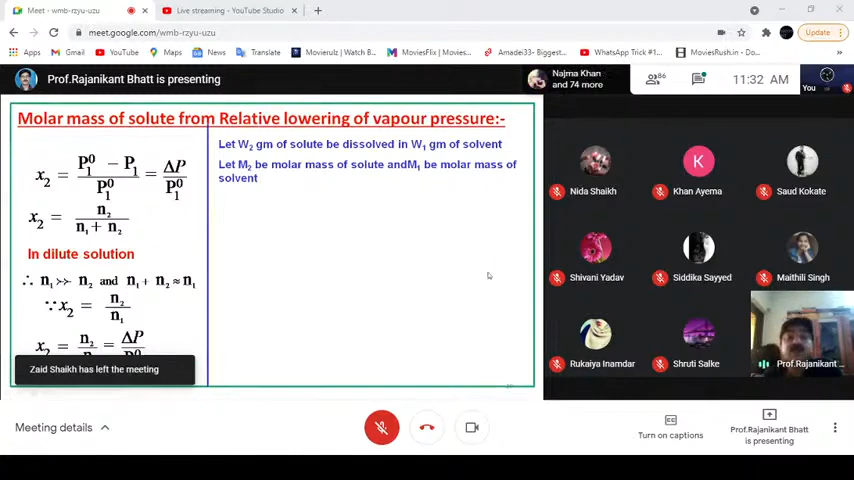 Meet - wmb-rzyu-uzu
Live streaming - YouTube Studio
meet.google.com/wmb-rzyu-uzu
Update
Apps
Gmail
YouTube
Maps
News
Translate
Movierulz | Watch B...
MoviesFlix | Movies...
Amadei33- Biggest...
WhatsApp Trick #1...
MoviesRush.in - Do...
Prof.Rajanikant Bhatt is presenting
Najma Khan
and 74 more
86
11:32 AM
You
Molar mass of solute from Relative lowering of vapour pressure:-
x₂ = (P₁⁰ − P₁) / P₁⁰ = ΔP / P₁⁰
x₂ = n₂ / (n₁ + n₂)
In dilute solution
∴ n₁ >> n₂ and n₁ + n₂ ≈ n₁
∵ x₂ = n₂ / n₁
x₂ = n₂ / n = ΔP / P⁰
Let W₂ gm of solute be dissolved in W₁ gm of solvent
Let M₂ be molar mass of solute andM₁ be molar mass of
solvent
Zaid Shaikh has left the meeting
Nida Shaikh
K
Khan Ayema
Saud Kokate
Shivani Yadav
Siddika Sayyed
Maithili Singh
Rukaiya Inamdar
Shruti Salke
Prof.Rajanikant ...
Meeting details
Turn on captions
Prof.Rajanikant Bhatt
is presenting